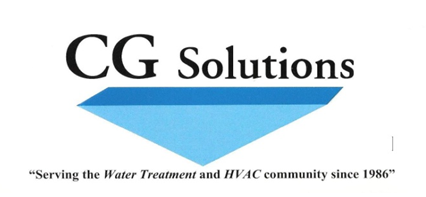 CG Solutions
“Serving the Water Treatment and HVAC community since 1986”